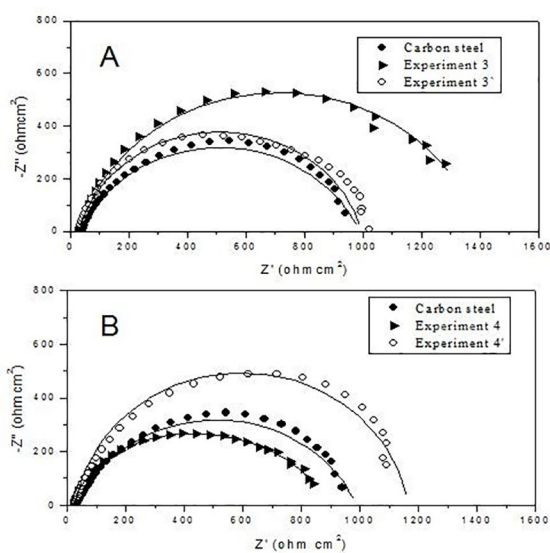 800
600
400
200
0
-Z" (ohmcm²)
A
Carbon steel
Experiment 3
Experiment 3`
0 200 400 600 800 1000 1200 1400 1600
Z' (ohm cm²)
800
600
400
200
0
-Z" (ohmcm²)
B
Carbon steel
Experiment 4
Experiment 4'
0 200 400 600 800 1000 1200 1400 1600
Z' (ohm cm²)